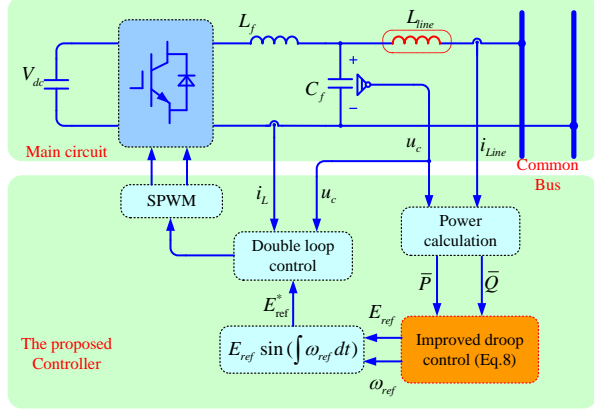 L_f
L_line
V_dc
+
C_f
−
u_c
i_Line
Main circuit
Common
Bus
SPWM
i_L
u_c
Power
calculation
Double loop
control
P̄
Q̄
E*_ref
E_ref
The proposed
Controller
E_ref sin (∫ω_ref dt)
Improved droop
control (Eq.8)
ω_ref